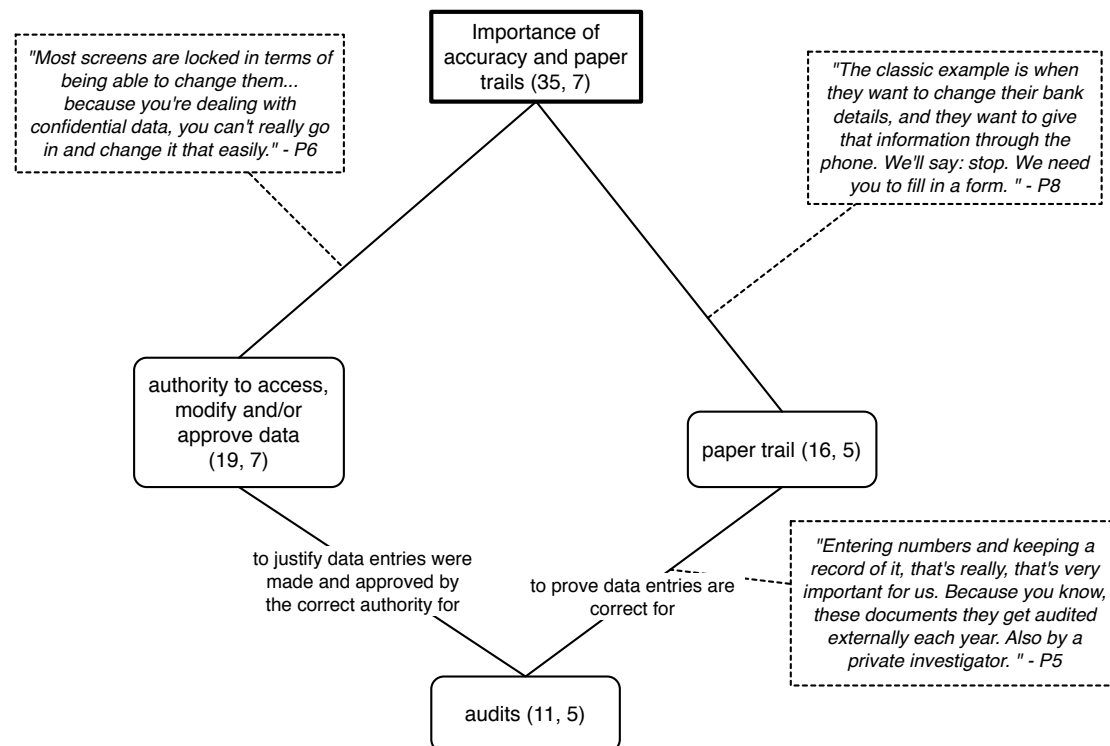 Importance of
accuracy and paper
trails (35, 7)
"Most screens are locked in terms of
being able to change them...
because you're dealing with
confidential data, you can't really go
in and change it that easily." - P6
"The classic example is when
they want to change their bank
details, and they want to give
that information through the
phone. We'll say: stop. We need
you to fill in a form. " - P8
authority to access,
modify and/or
approve data
(19, 7)
paper trail (16, 5)
to justify data entries were
made and approved by
the correct authority for
to prove data entries are
correct for
"Entering numbers and keeping a
record of it, that's really, that's very
important for us. Because you know,
these documents they get audited
externally each year. Also by a
private investigator. " - P5
audits (11, 5)